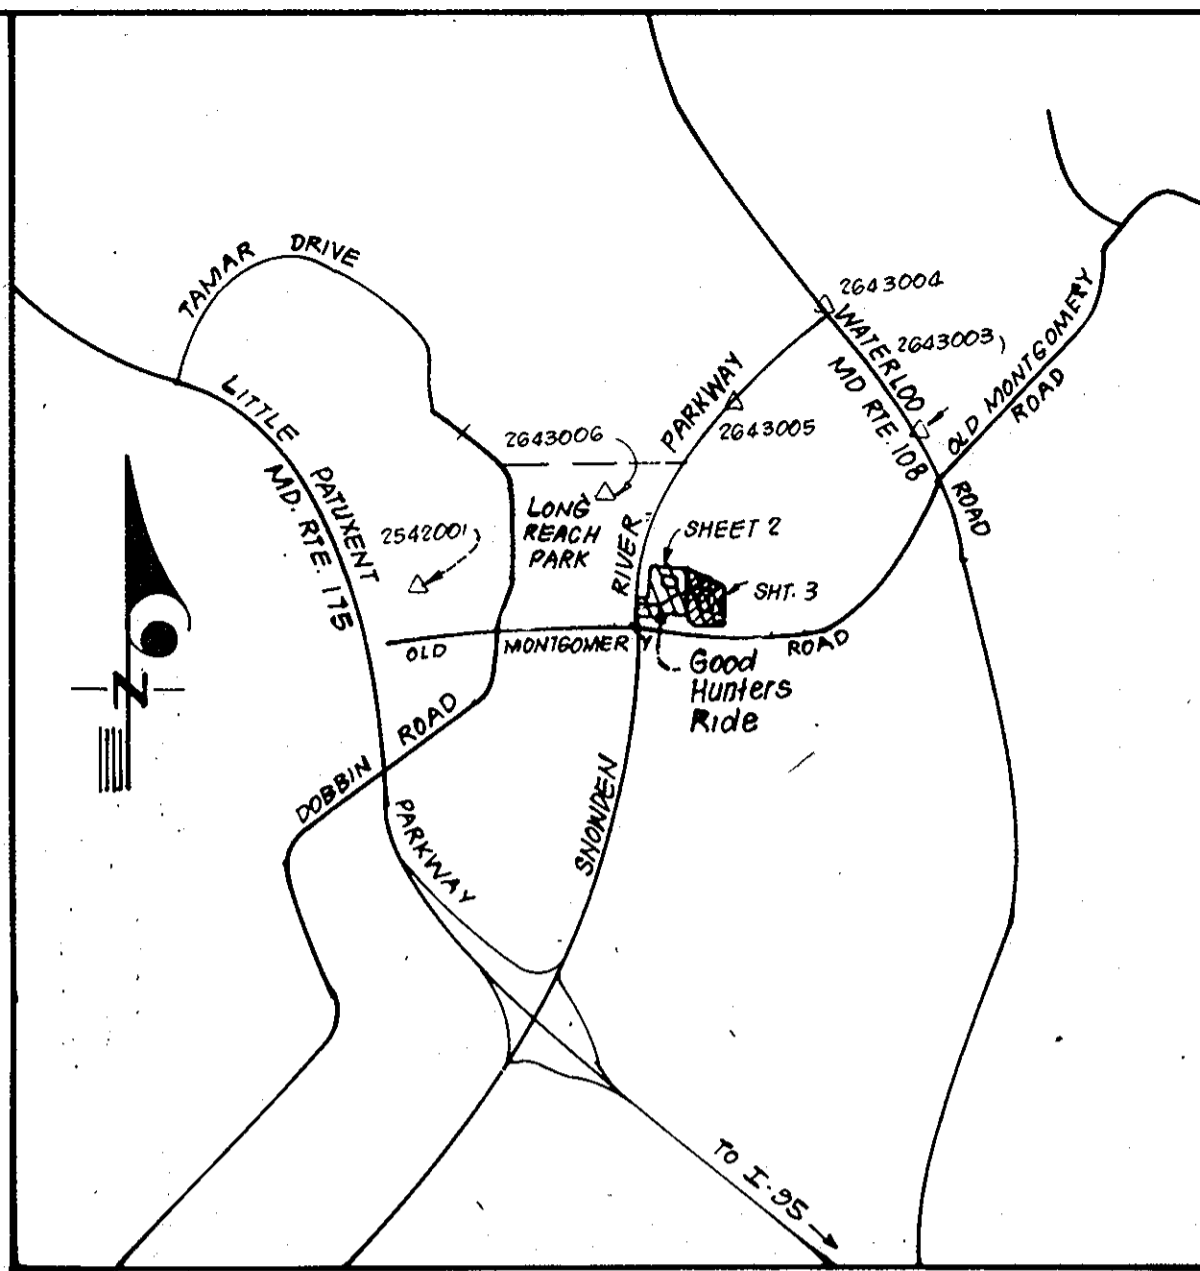 TAMAR DRIVE
2643004
WATERLOO ROAD
MD RTE. 108
2643003
OLD MONTGOMERY
ROAD
LITTLE PATUXENT PARKWAY
MD. RTE. 175
SNOWDEN RIVER PARKWAY
2643005
2643006
LONG
REACH
PARK
2542001
SHEET 2
SHT. 3
OLD MONTGOMERY ROAD
Good
Hunters
Ride
N
DOBBIN ROAD
TO I-95